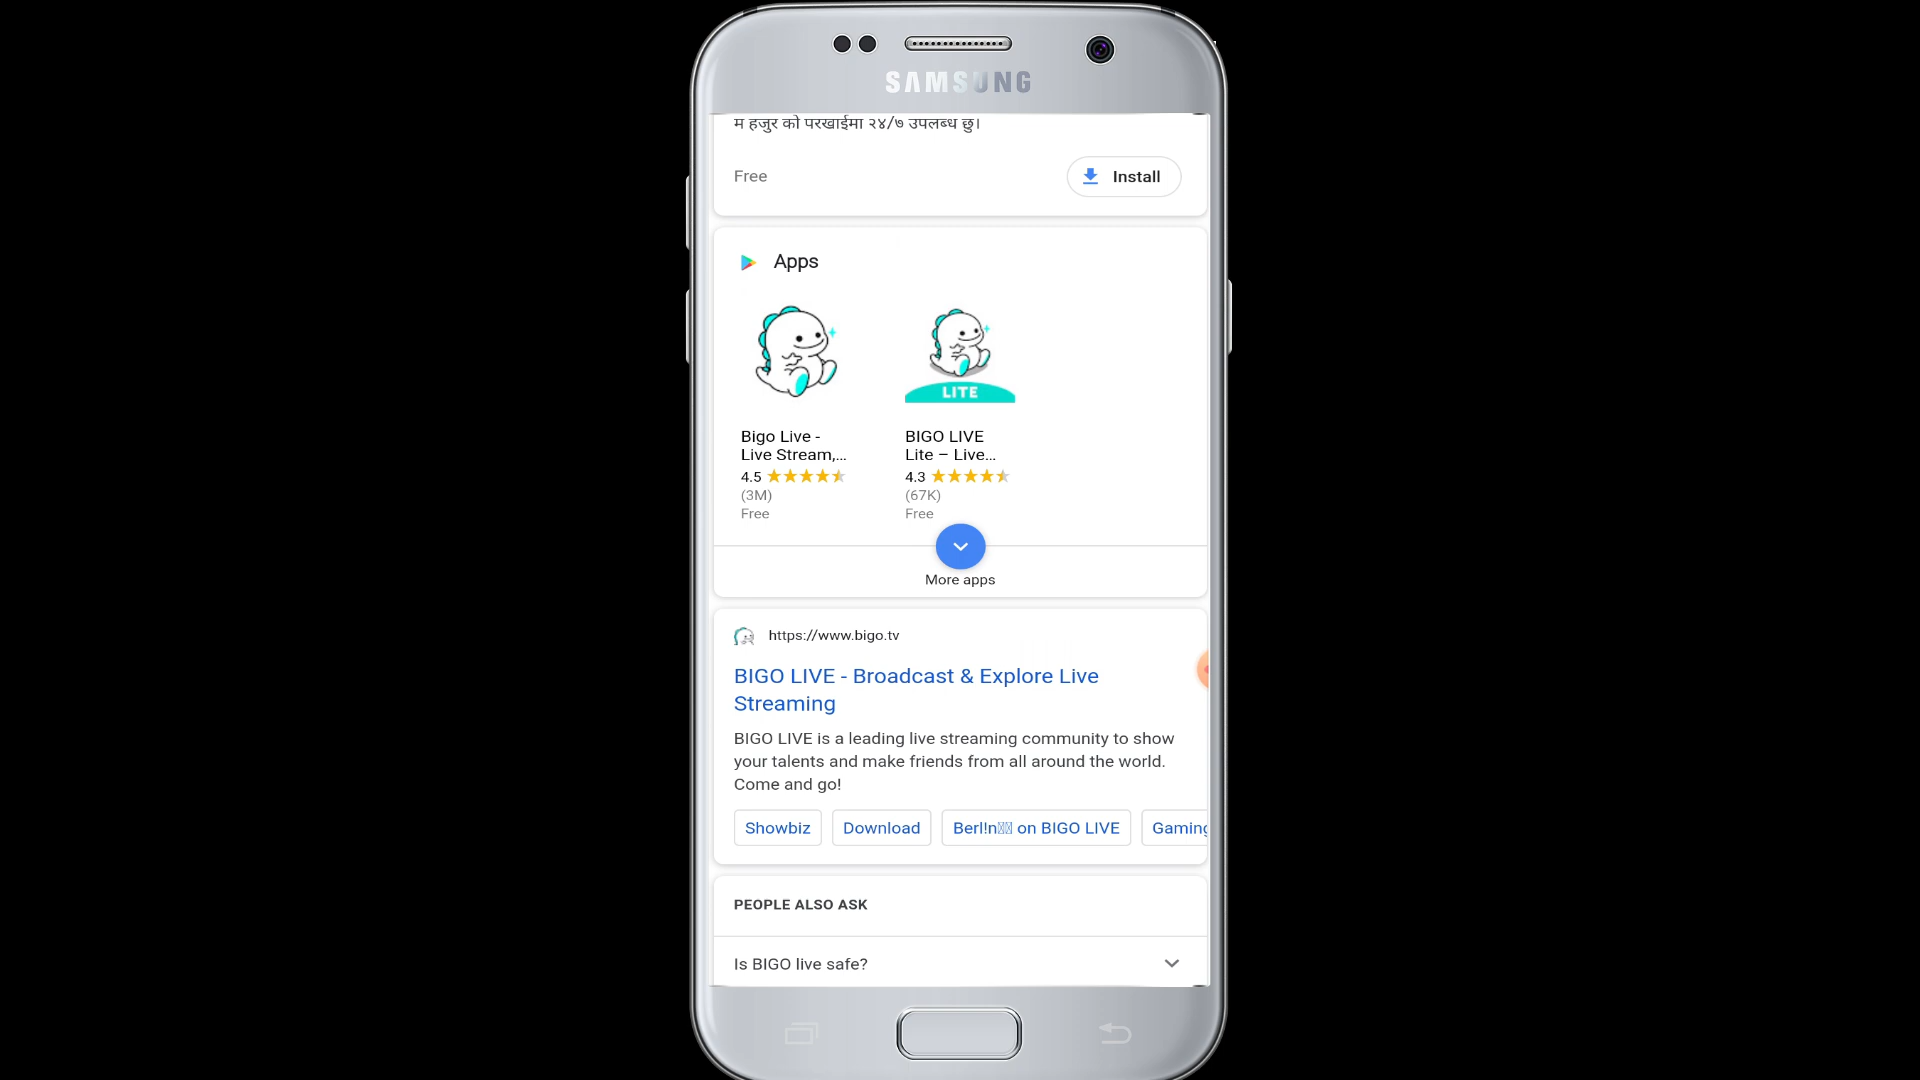 SAMSUNG
म हजुर को परखाईमा २४/७ उपलब्ध छु।
Free
Install
Apps
LITE
Bigo Live -
Live Stream,...
4.5
(3M)
Free
BIGO LIVE
Lite – Live...
4.3
(67K)
Free
More apps
https://www.bigo.tv
BIGO LIVE - Broadcast & Explore Live
Streaming
BIGO LIVE is a leading live streaming community to show
your talents and make friends from all around the world.
Come and go!
Showbiz Download Berl!n on BIGO LIVE Gaming
PEOPLE ALSO ASK
Is BIGO live safe?